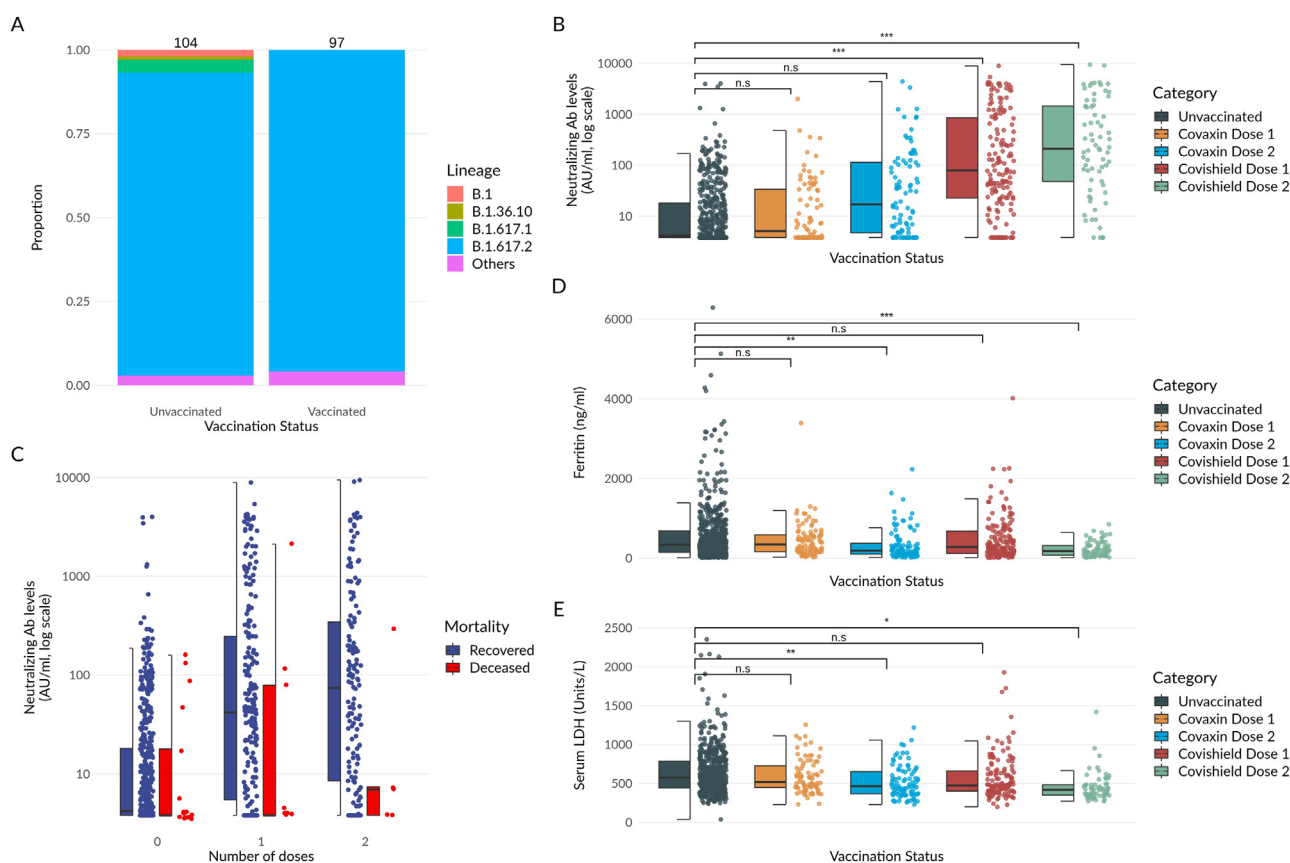 A
104
97
1.00
0.75
0.50
0.25
0.00
Proportion
Unvaccinated
Vaccinated
Vaccination Status
Lineage
B.1
B.1.36.10
B.1.617.1
B.1.617.2
Others
B
***
***
n.s
n.s
10000
1000
100
10
Neutralizing Ab levels
(AU/ml, log scale)
Vaccination Status
Category
Unvaccinated
Covaxin Dose 1
Covaxin Dose 2
Covishield Dose 1
Covishield Dose 2
C
10000
1000
100
10
Neutralizing Ab levels
(AU/ml, log scale)
0
1
2
Number of doses
Mortality
Recovered
Deceased
D
***
n.s
**
n.s
6000
4000
2000
0
Ferritin (ng/ml)
Vaccination Status
Category
Unvaccinated
Covaxin Dose 1
Covaxin Dose 2
Covishield Dose 1
Covishield Dose 2
E
*
n.s
**
n.s
2500
2000
1500
1000
500
0
Serum LDH (Units/L)
Vaccination Status
Category
Unvaccinated
Covaxin Dose 1
Covaxin Dose 2
Covishield Dose 1
Covishield Dose 2